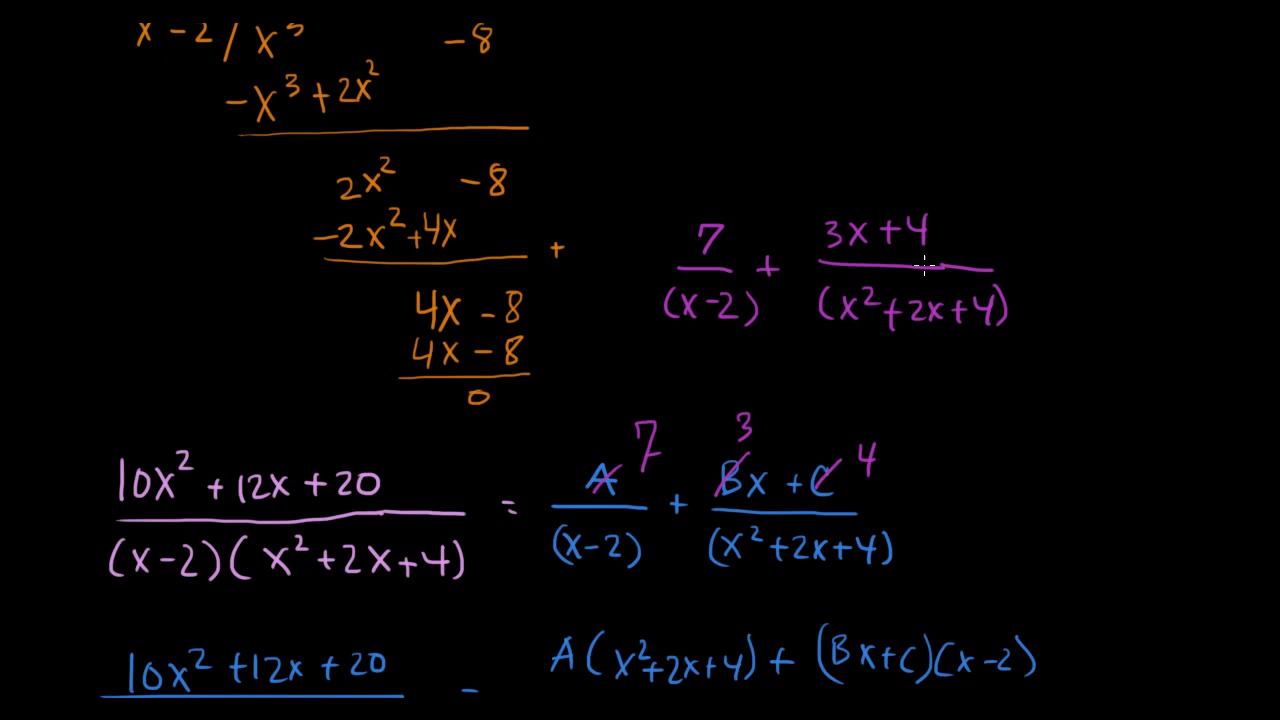 x - 2 / x³ - 8
- x³ + 2x²
2x² - 8
- 2x² + 4x
4x - 8
4x - 8
0
+ 7/(x-2) + 3x+4/(x²+2x+4)
10x² + 12x + 20 / (x-2)(x²+2x+4) = A 7/(x-2) + B 3 x + C 4/(x²+2x+4)
10x² + 12x + 20 = A(x²+2x+4) + (Bx+C)(x-2)